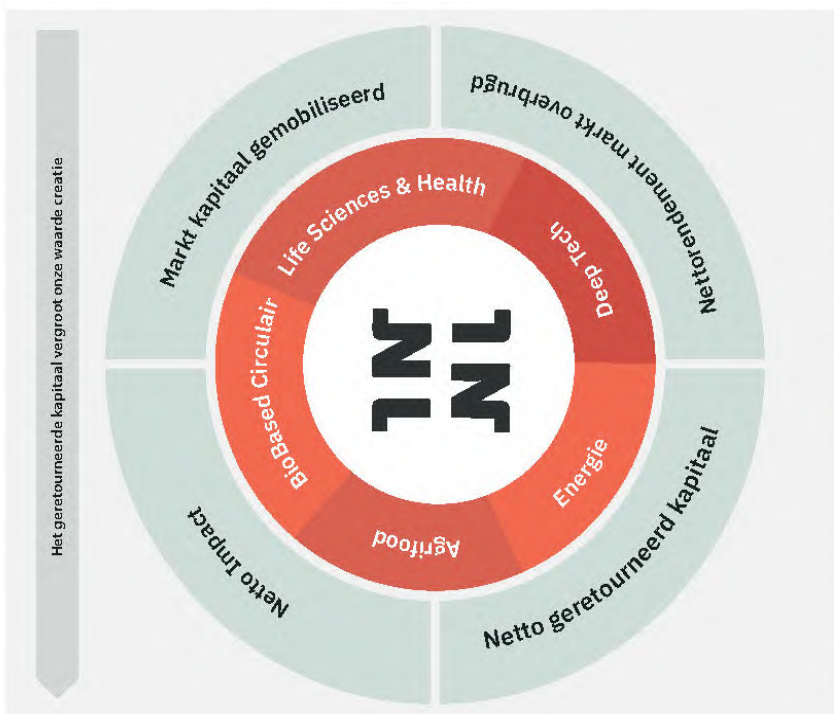 Het geretourneerde kapitaal vergroot onze waarde creatie
Markt kapitaal gemobiliseerd
Nettorendement markt overbrugd
Life Sciences & Health
Deep Tech
BioBased Circulair
Energie
Agrifood
Netto Impact
Netto geretourneerd kapitaal